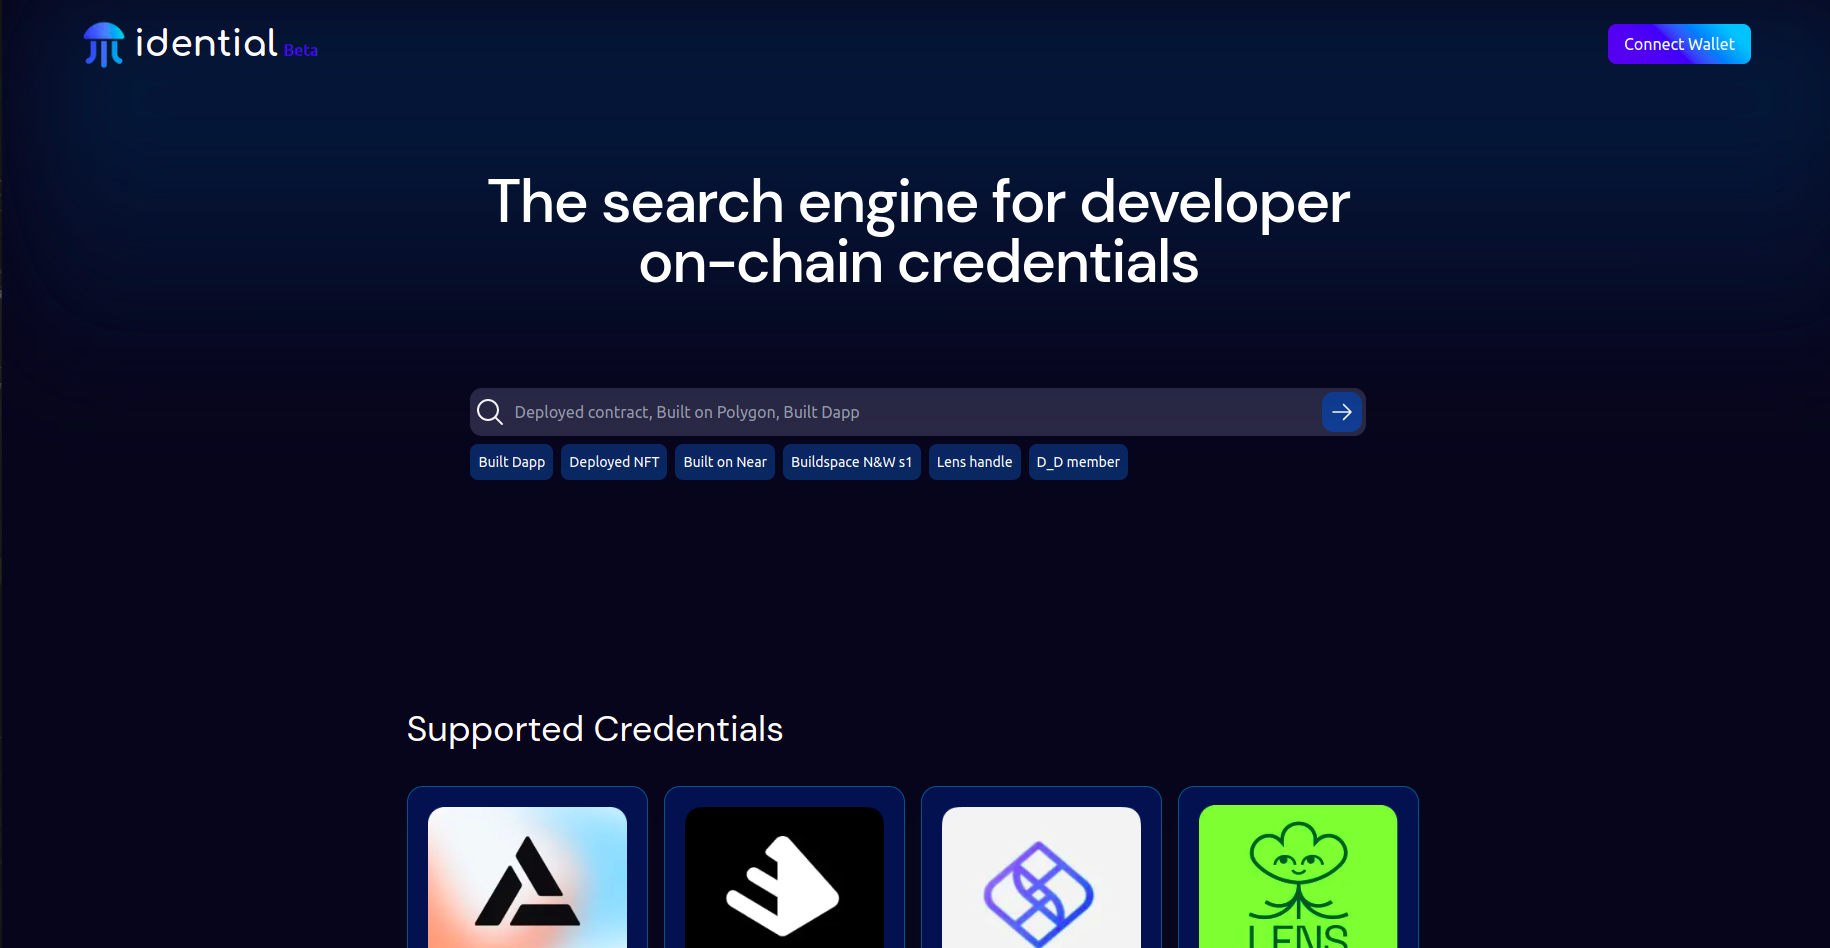 idential Beta
Connect Wallet
The search engine for developer
on-chain credentials
Deployed contract, Built on Polygon, Built Dapp
Built Dapp
Deployed NFT
Built on Near
Buildspace N&W s1
Lens handle
D_D member
Supported Credentials
LENS